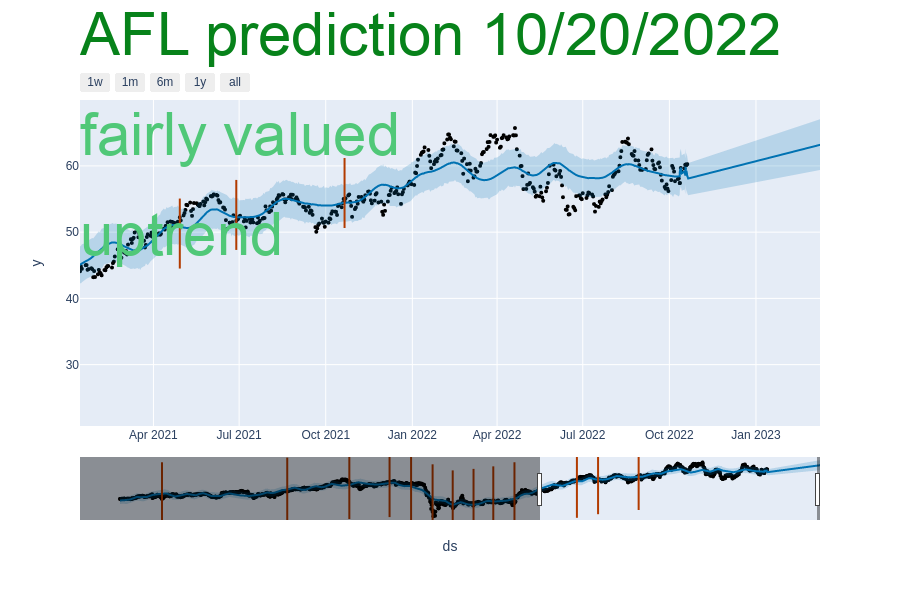 AFL prediction 10/20/2022
1w 1m 6m 1y all
fairly valued
60
uptrend
50
y
40
30
Apr 2021 Jul 2021 Oct 2021 Jan 2022 Apr 2022 Jul 2022 Oct 2022 Jan 2023
ds